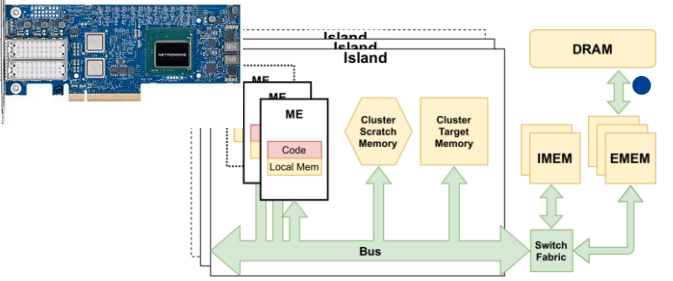 NETRONOME
Island
Island
Island
ME
ME
ME
Code
Local Mem
Cluster
Scratch
Memory
Cluster
Target
Memory
DRAM
IMEM
EMEM
Bus
Switch
Fabric